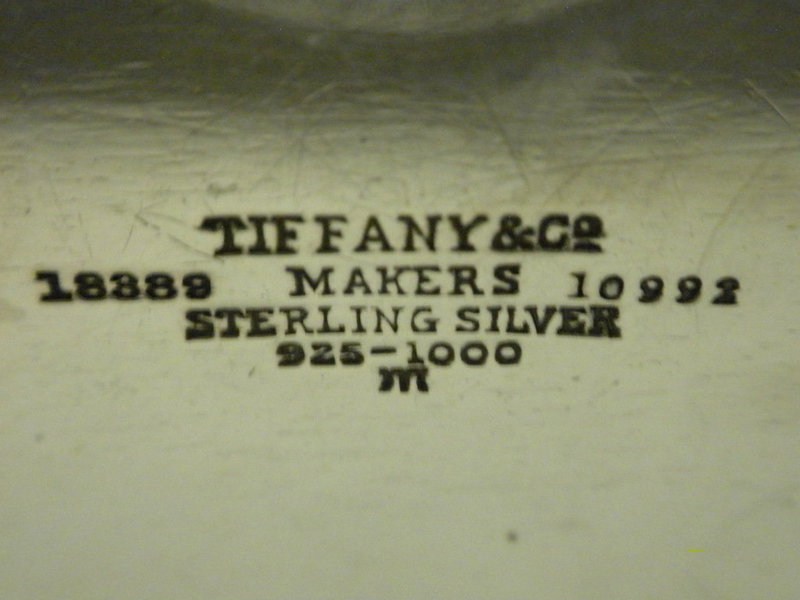 TIFFANY & Co
18389 MAKERS 10992
STERLING SILVER
925-1000
m